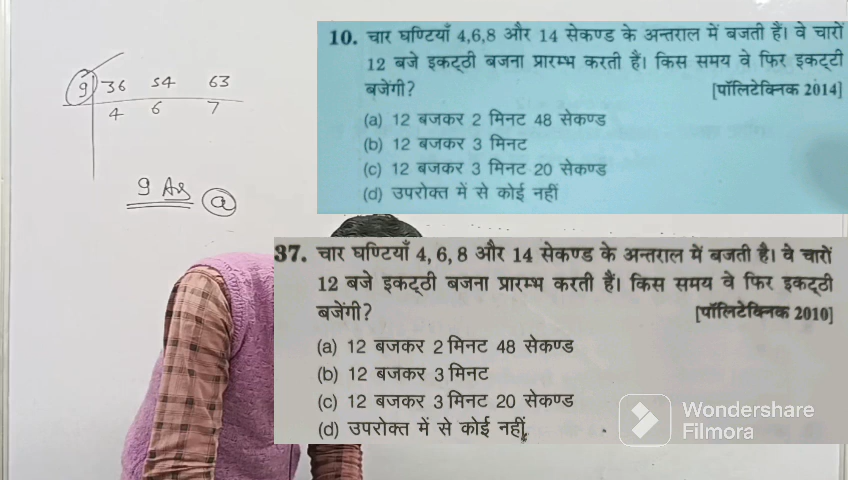 9 36 54 63
4 6 7
9 Ans (a)
10. चार घण्टियाँ 4,6,8 और 14 सेकण्ड के अन्तराल में बजती हैं। वे चारों
12 बजे इकट्ठी बजना प्रारम्भ करती हैं। किस समय वे फिर इकट्टी
बजेंगी? [पॉलिटेक्निक 2014]
(a) 12 बजकर 2 मिनट 48 सेकण्ड
(b) 12 बजकर 3 मिनट
(c) 12 बजकर 3 मिनट 20 सेकण्ड
(d) उपरोक्त में से कोई नहीं
37. चार घण्टियाँ 4, 6, 8 और 14 सेकण्ड के अन्तराल में बजती है। वे चारों
12 बजे इकट्ठी बजना प्रारम्भ करती हैं। किस समय वे फिर इकट्ठी
बजेंगी? [पॉलिटेक्निक 2010]
(a) 12 बजकर 2 मिनट 48 सेकण्ड
(b) 12 बजकर 3 मिनट
(c) 12 बजकर 3 मिनट 20 सेकण्ड
(d) उपरोक्त में से कोई नहीं
Wondershare
Filmora